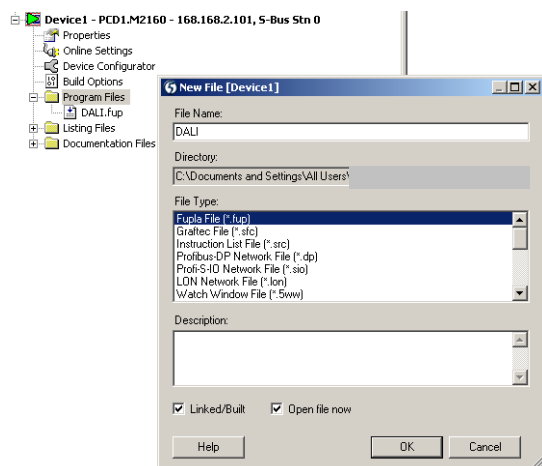 Device1 - PCD1.M2160 - 168.168.2.101, S-Bus Stn 0
Properties
Online Settings
Device Configurator
Build Options
Program Files
DALI.fup
Listing Files
Documentation Files
New File [Device1]
File Name:
DALI
Directory:
C:\Documents and Settings\All Users\
File Type:
Fupla File (*.fup)
Graftec File (*.sfc)
Instruction List File (*.src)
Profibus-DP Network File (*.dp)
Profi-S-IO Network File (*.sio)
LON Network File (*.lon)
Watch Window File (*.5ww)
Description:
Linked/Built Open file now
Help OK Cancel